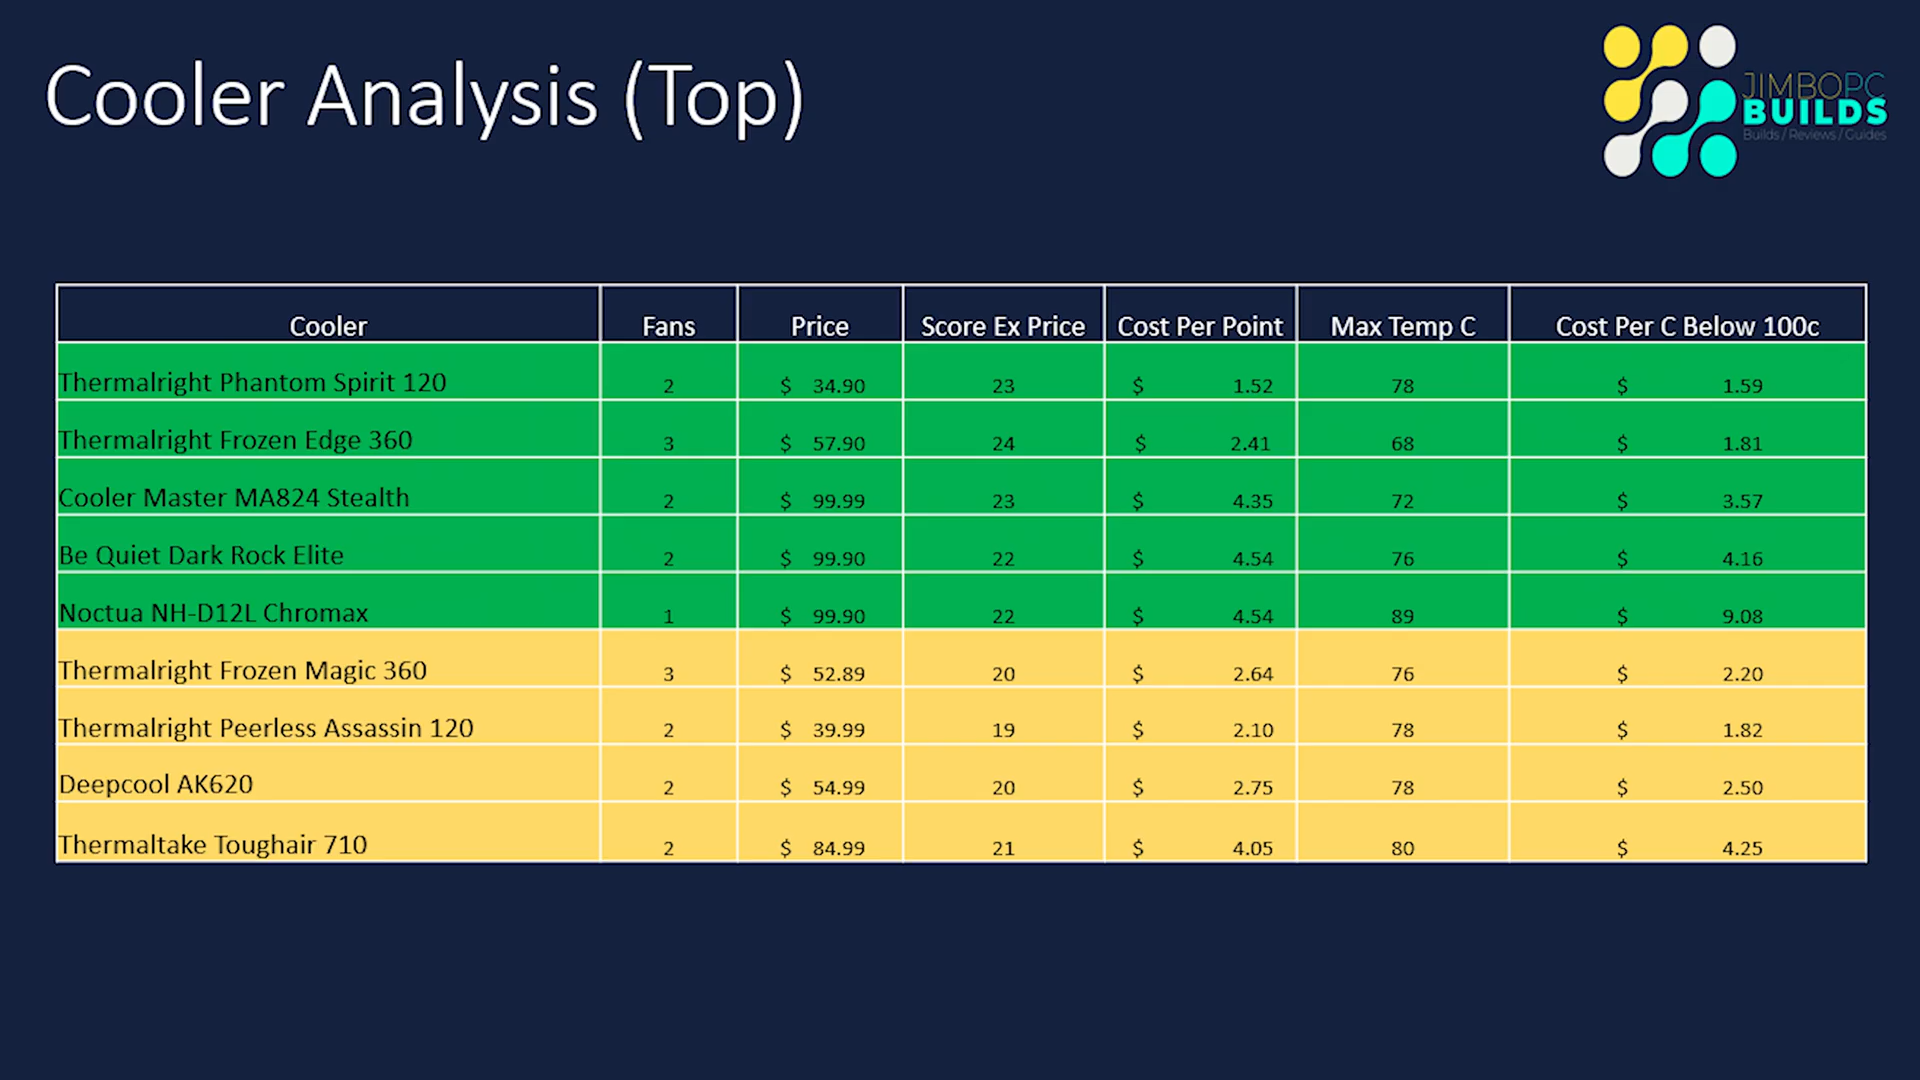 Cooler Analysis (Top)
JIMBOPC
BUILDS
Builds / Reviews / Guides
Cooler Fans Price Score Ex Price Cost Per Point Max Temp C Cost Per C Below 100c
Thermalright Phantom Spirit 120 2 $ 34.90 23 $ 1.52 78 $ 1.59
Thermalright Frozen Edge 360 3 $ 57.90 24 $ 2.41 68 $ 1.81
Cooler Master MA824 Stealth 2 $ 99.99 23 $ 4.35 72 $ 3.57
Be Quiet Dark Rock Elite 2 $ 99.90 22 $ 4.54 76 $ 4.16
Noctua NH-D12L Chromax 1 $ 99.90 22 $ 4.54 89 $ 9.08
Thermalright Frozen Magic 360 3 $ 52.89 20 $ 2.64 76 $ 2.20
Thermalright Peerless Assassin 120 2 $ 39.99 19 $ 2.10 78 $ 1.82
Deepcool AK620 2 $ 54.99 20 $ 2.75 78 $ 2.50
Thermaltake Toughair 710 2 $ 84.99 21 $ 4.05 80 $ 4.25